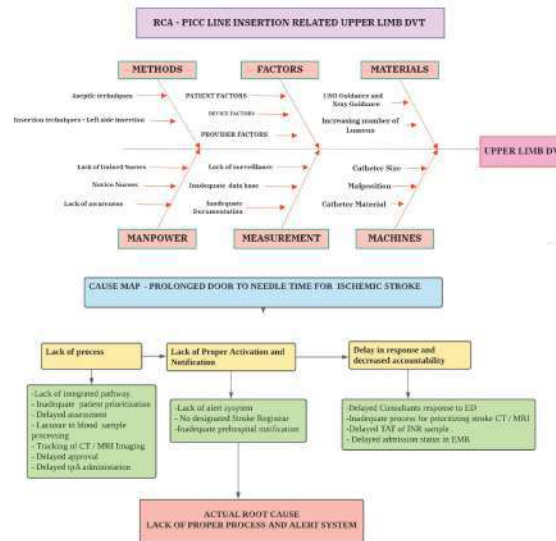 RCA - PICC LINE INSERTION RELATED UPPER LIMB DVT
METHODS
FACTORS
MATERIALS
Aseptic techniques
Insertion techniques - Left side insertion
PATIENT FACTORS
DEVICE FACTORS
PROVIDER FACTORS
USG Guidance and
Xray Guidance
Increasing number of
Lumens
UPPER LIMB DV
Lack of trained Nurses
Novice Nurses
Lack of awareness
Lack of surveillance
Inadequate data base
Inadequate
Documentation
Catheter Size
Malposition
Catheter Material
MANPOWER
MEASUREMENT
MACHINES
CAUSE MAP - PROLONGED DOOR TO NEEDLE TIME FOR ISCHEMIC STROKE
Lack of process
Lack of Proper Activation and
Notification
Delay in response and
decreased accountability
-Lack of integrated pathway.
- Inadequate patient prioritisation
- Delayed assessment
- Lacunae in blood sample
processing
- Tracking of CT / MRI Imaging
- Delayed approval
- Delayed rpA administation
-Lack of alert sysytem
- No designated Stroke Registrar
-Inadequate prehospital notification
-Delayed Consultants response to ED
-Inadequate process for prioritizing stroke CT / MRI
-Delayed TAT of INR sample .
- Delayed admission status in EMR
ACTUAL ROOT CAUSE
LACK OF PROPER PROCESS AND ALERT SYSTEM